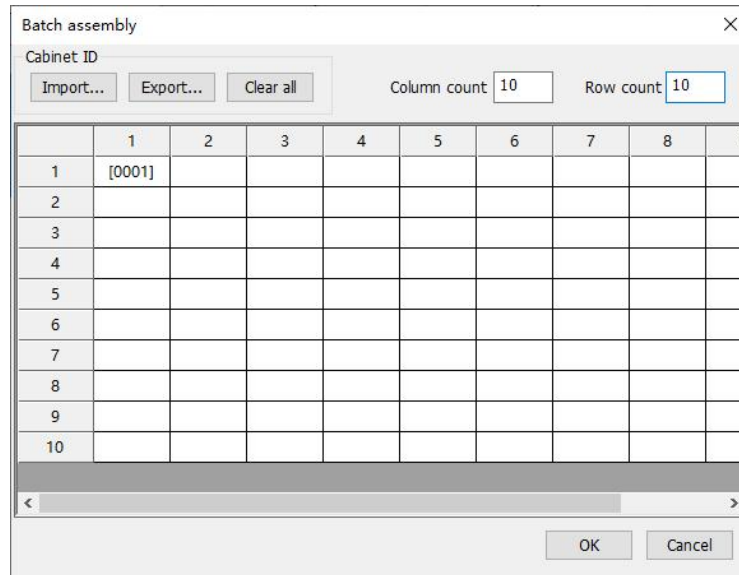 Batch assembly
Cabinet ID
Import... Export... Clear all Column count 10 Row count 10
1 2 3 4 5 6 7 8
1 [0001]
2
3
4
5
6
7
8
9
10
OK Cancel